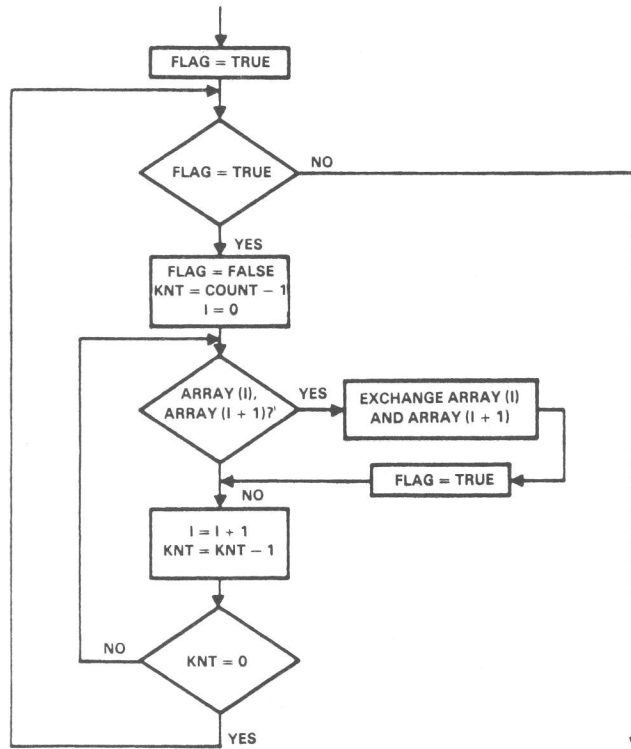 FLAG = TRUE
FLAG = TRUE
NO
YES
FLAG = FALSE
KNT = COUNT − 1
I = 0
ARRAY (I),
ARRAY (I + 1)?'
YES
EXCHANGE ARRAY (I)
AND ARRAY (I + 1)
FLAG = TRUE
NO
I = I + 1
KNT = KNT − 1
NO
KNT = 0
YES